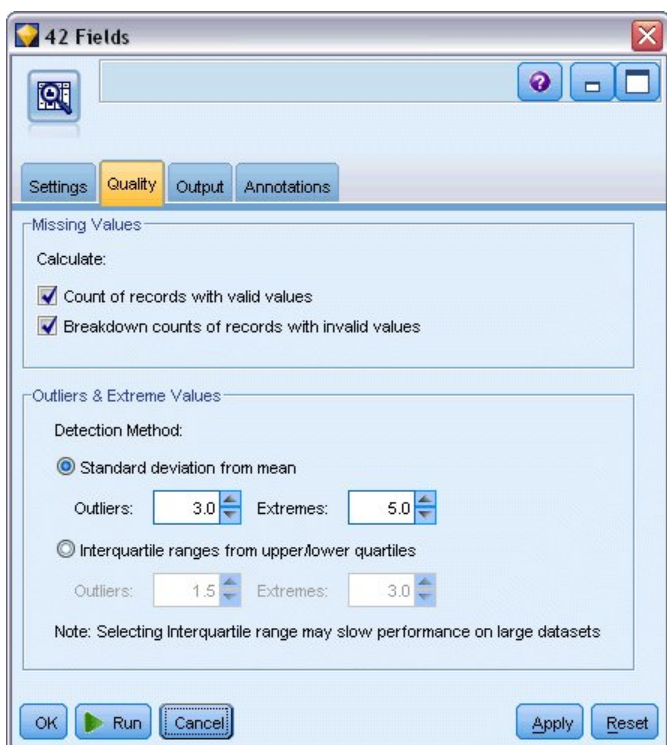 42 Fields
Settings Quality Output Annotations
Missing Values
Calculate:
Count of records with valid values
Breakdown counts of records with invalid values
Outliers & Extreme Values
Detection Method:
Standard deviation from mean
Outliers: 3.0 Extremes: 5.0
Interquartile ranges from upper/lower quartiles
Outliers: 1.5 Extremes: 3.0
Note: Selecting Interquartile range may slow performance on large datasets
OK Run Cancel Apply Reset